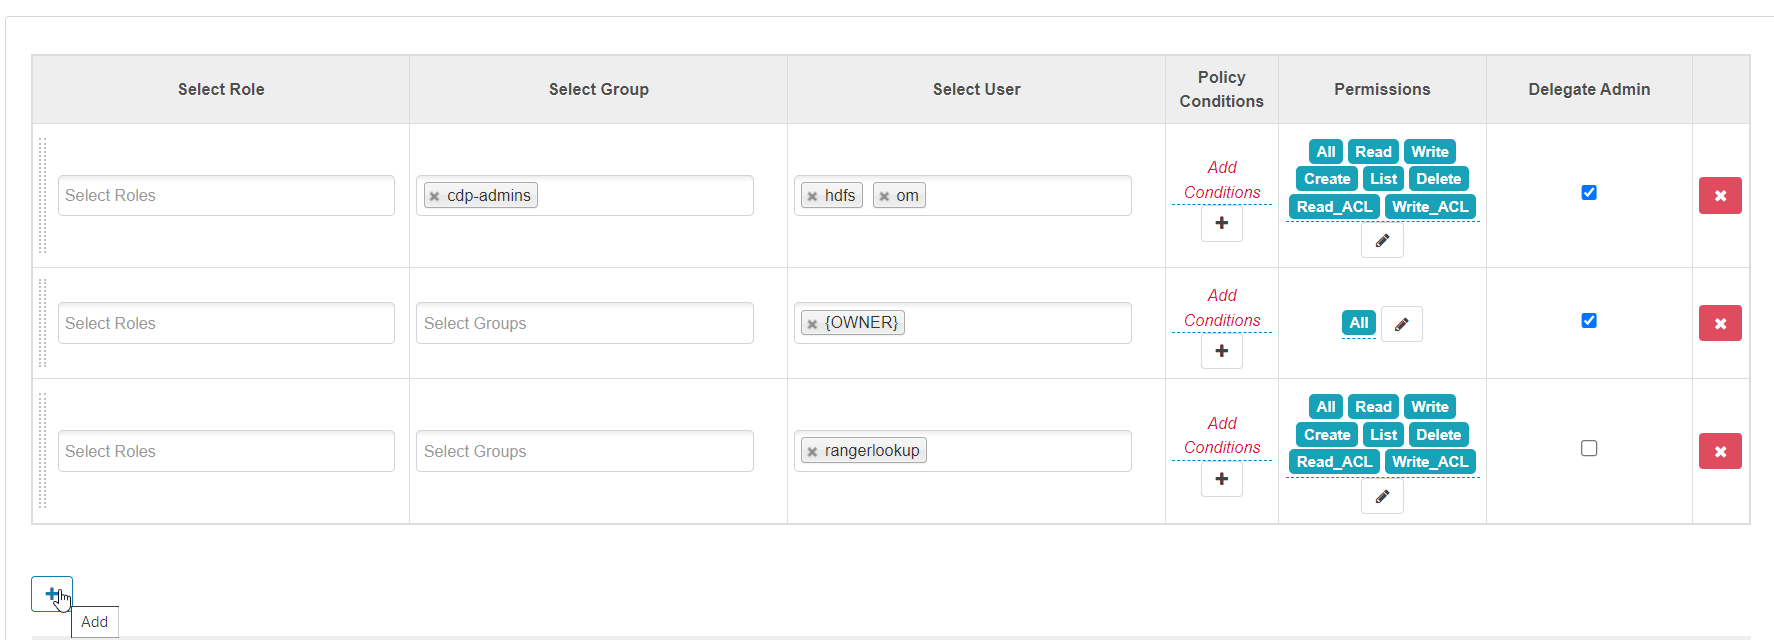 Select Role Select Group Select User Policy Conditions Permissions Delegate Admin
Select Roles
cdp-admins
hdfs om
Add
Conditions
All Read Write
Create List Delete
Read_ACL Write_ACL
Select Roles
Select Groups
{OWNER}
Add
Conditions
All
Select Roles
Select Groups
rangerlookup
Add
Conditions
All Read Write
Create List Delete
Read_ACL Write_ACL
Add